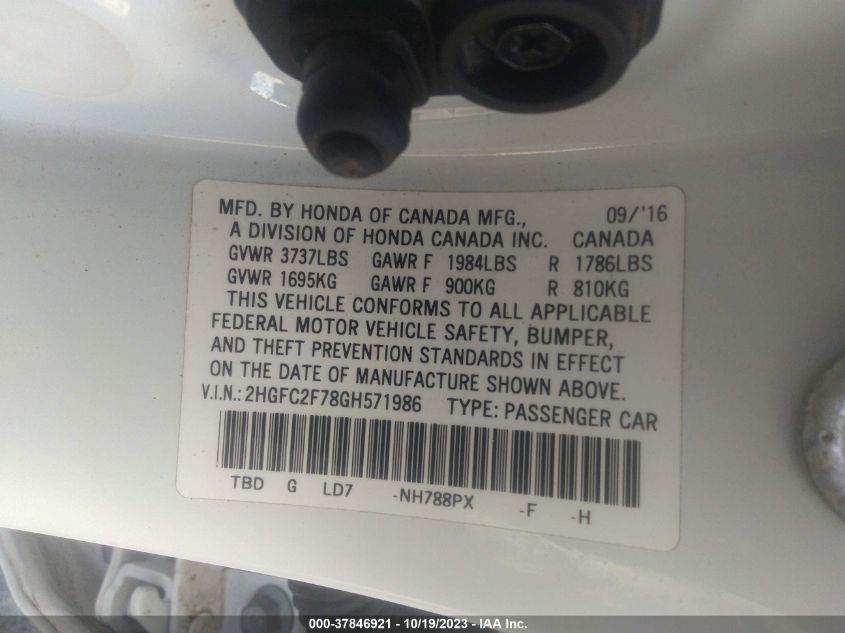 MFD. BY HONDA OF CANADA MFG., 09/'16
A DIVISION OF HONDA CANADA INC. CANADA
GVWR 3737LBS GAWR F 1984LBS R 1786LBS
GVWR 1695KG GAWR F 900KG R 810KG
THIS VEHICLE CONFORMS TO ALL APPLICABLE
FEDERAL MOTOR VEHICLE SAFETY, BUMPER,
AND THEFT PREVENTION STANDARDS IN EFFECT
ON THE DATE OF MANUFACTURE SHOWN ABOVE.
V.I.N.: 2HGFC2F78GH571986 TYPE: PASSENGER CAR
TBD G LD7 -NH788PX -F -H
000-37846921 - 10/19/2023 - IAA Inc.